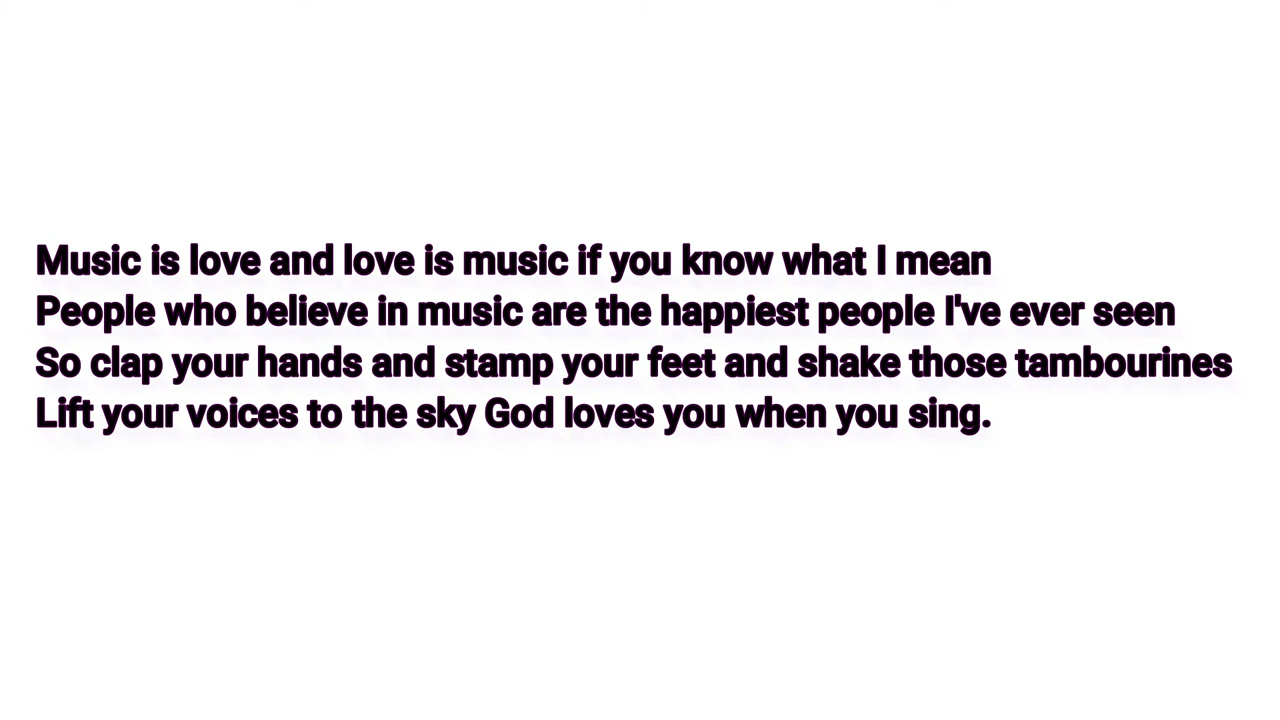 Music is love and love is music if you know what I mean
People who believe in music are the happiest people I've ever seen
So clap your hands and stamp your feet and shake those tambourines
Lift your voices to the sky God loves you when you sing.